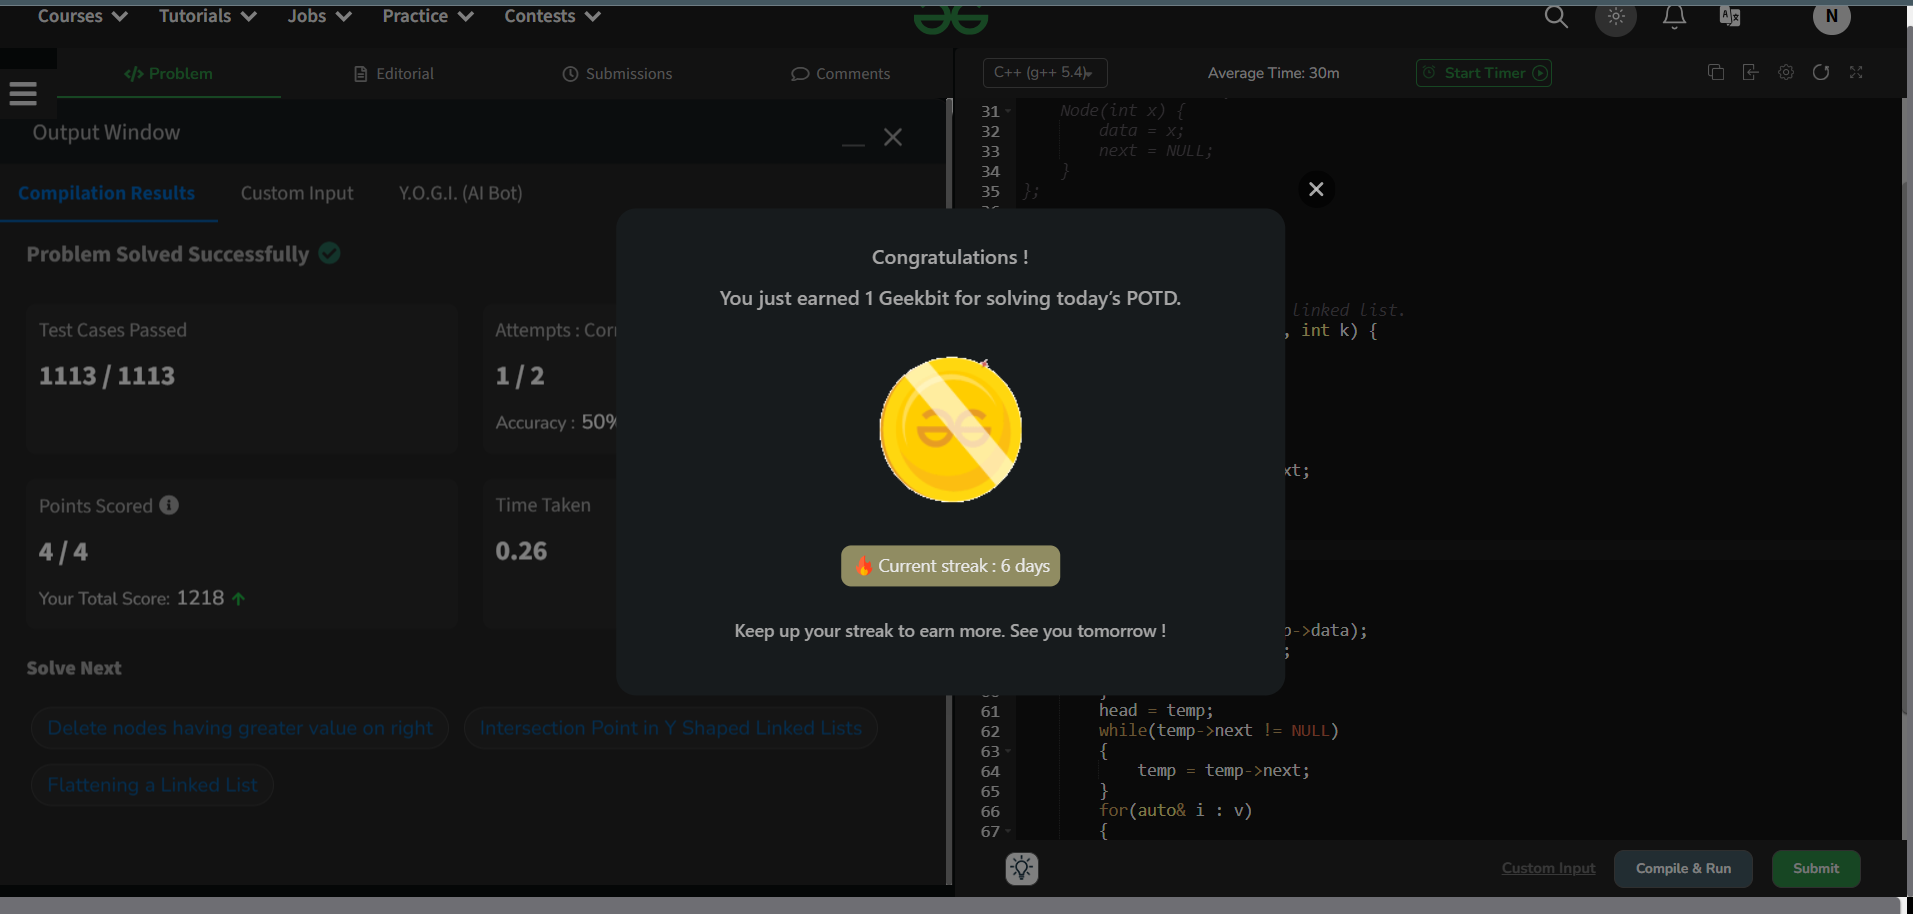 Courses Tutorials Jobs Practice Contests
N
Problem Editorial Submissions Comments
C++ (g++ 5.4) Average Time: 30m Start Timer
Output Window
Compilation Results Custom Input Y.O.G.I. (AI Bot)
Problem Solved Successfully
Test Cases Passed
1113 / 1113
Attempts : Corr
1 / 2
Accuracy : 50%
Points Scored
4 / 4
Your Total Score: 1218
Time Taken
0.26
Solve Next
Delete nodes having greater value on right
Intersection Point in Y Shaped Linked Lists
Flattening a Linked List
Congratulations !
You just earned 1 Geekbit for solving today’s POTD.
Current streak : 6 days
Keep up your streak to earn more. See you tomorrow !
31 Node(int x) {
32 data = x;
33 next = NULL;
34 }
35 };
linked list.
, int k) {
xt;
->data);
;
61 head = temp;
62 while(temp->next != NULL)
63 {
64 temp = temp->next;
65 }
66 for(auto& i : v)
67 {
Custom Input Compile & Run Submit